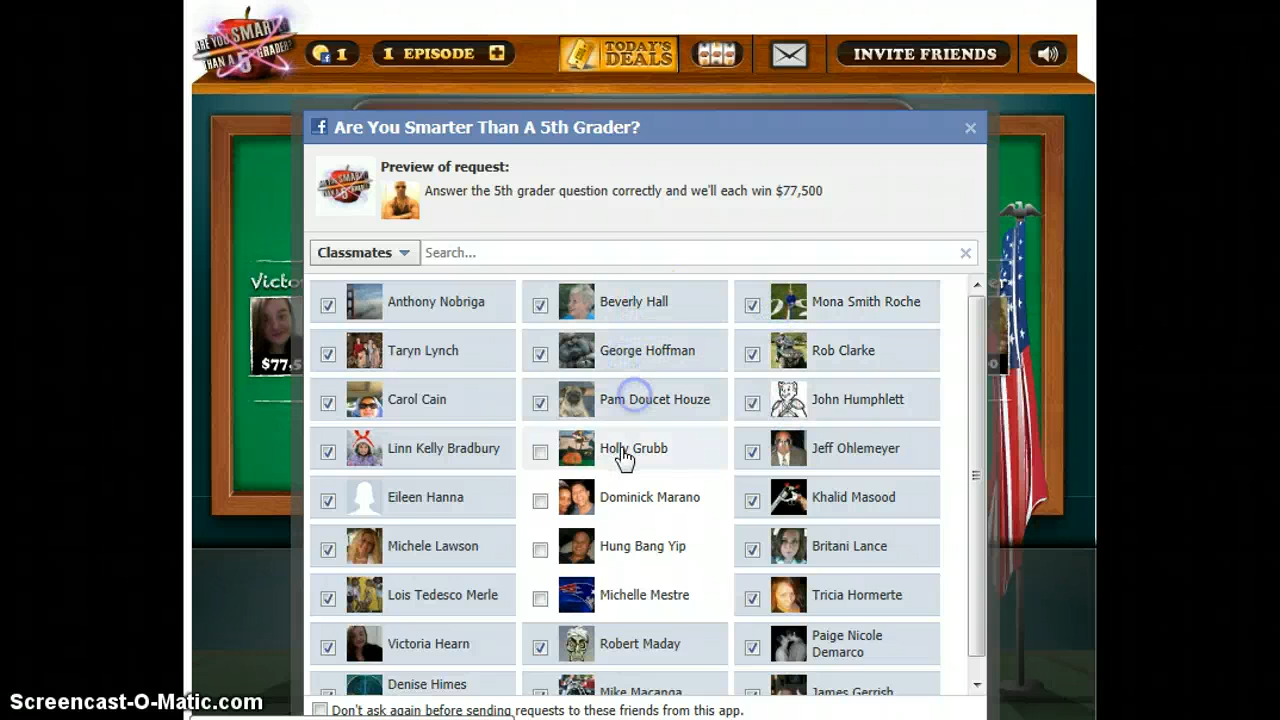 ARE YOU SMARTER
THAN A 5 GRADER?
1
1 EPISODE
TODAY'S
DEALS
INVITE FRIENDS
Are You Smarter Than A 5th Grader?
Preview of request:
Answer the 5th grader question correctly and we'll each win $77,500
Classmates
Search...
Anthony Nobriga
Beverly Hall
Mona Smith Roche
Taryn Lynch
George Hoffman
Rob Clarke
Carol Cain
Pam Doucet Houze
John Humphlett
Linn Kelly Bradbury
Holly Grubb
Jeff Ohlemeyer
Eileen Hanna
Dominick Marano
Khalid Masood
Michele Lawson
Hung Bang Yip
Britani Lance
Lois Tedesco Merle
Michelle Mestre
Tricia Hormerte
Victoria Hearn
Robert Maday
Paige Nicole
Demarco
Denise Himes
Mike Macanga
James Gerrish
Don't ask again before sending requests to these friends from this app.
Victo
$77,5
Screencast-O-Matic.com